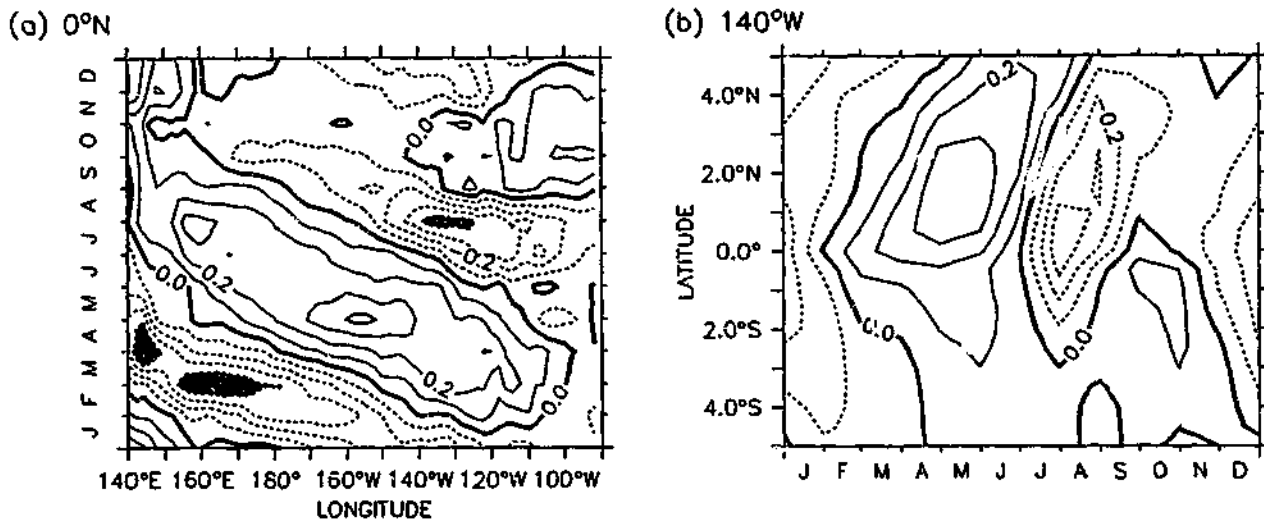 (a) 0°N
D
N
O
S
A
J
J
M
A
M
F
J
0.0
0.2
0.2
0.0
0.2
0.0
140°E 160°E 180° 160°W 140°W 120°W 100°W
LONGITUDE
(b) 140°W
LATITUDE
4.0°N
2.0°N
0.0°
2.0°S
4.0°S
0.2
0.2
0.0
0.0
J F M A M J J A S O N D